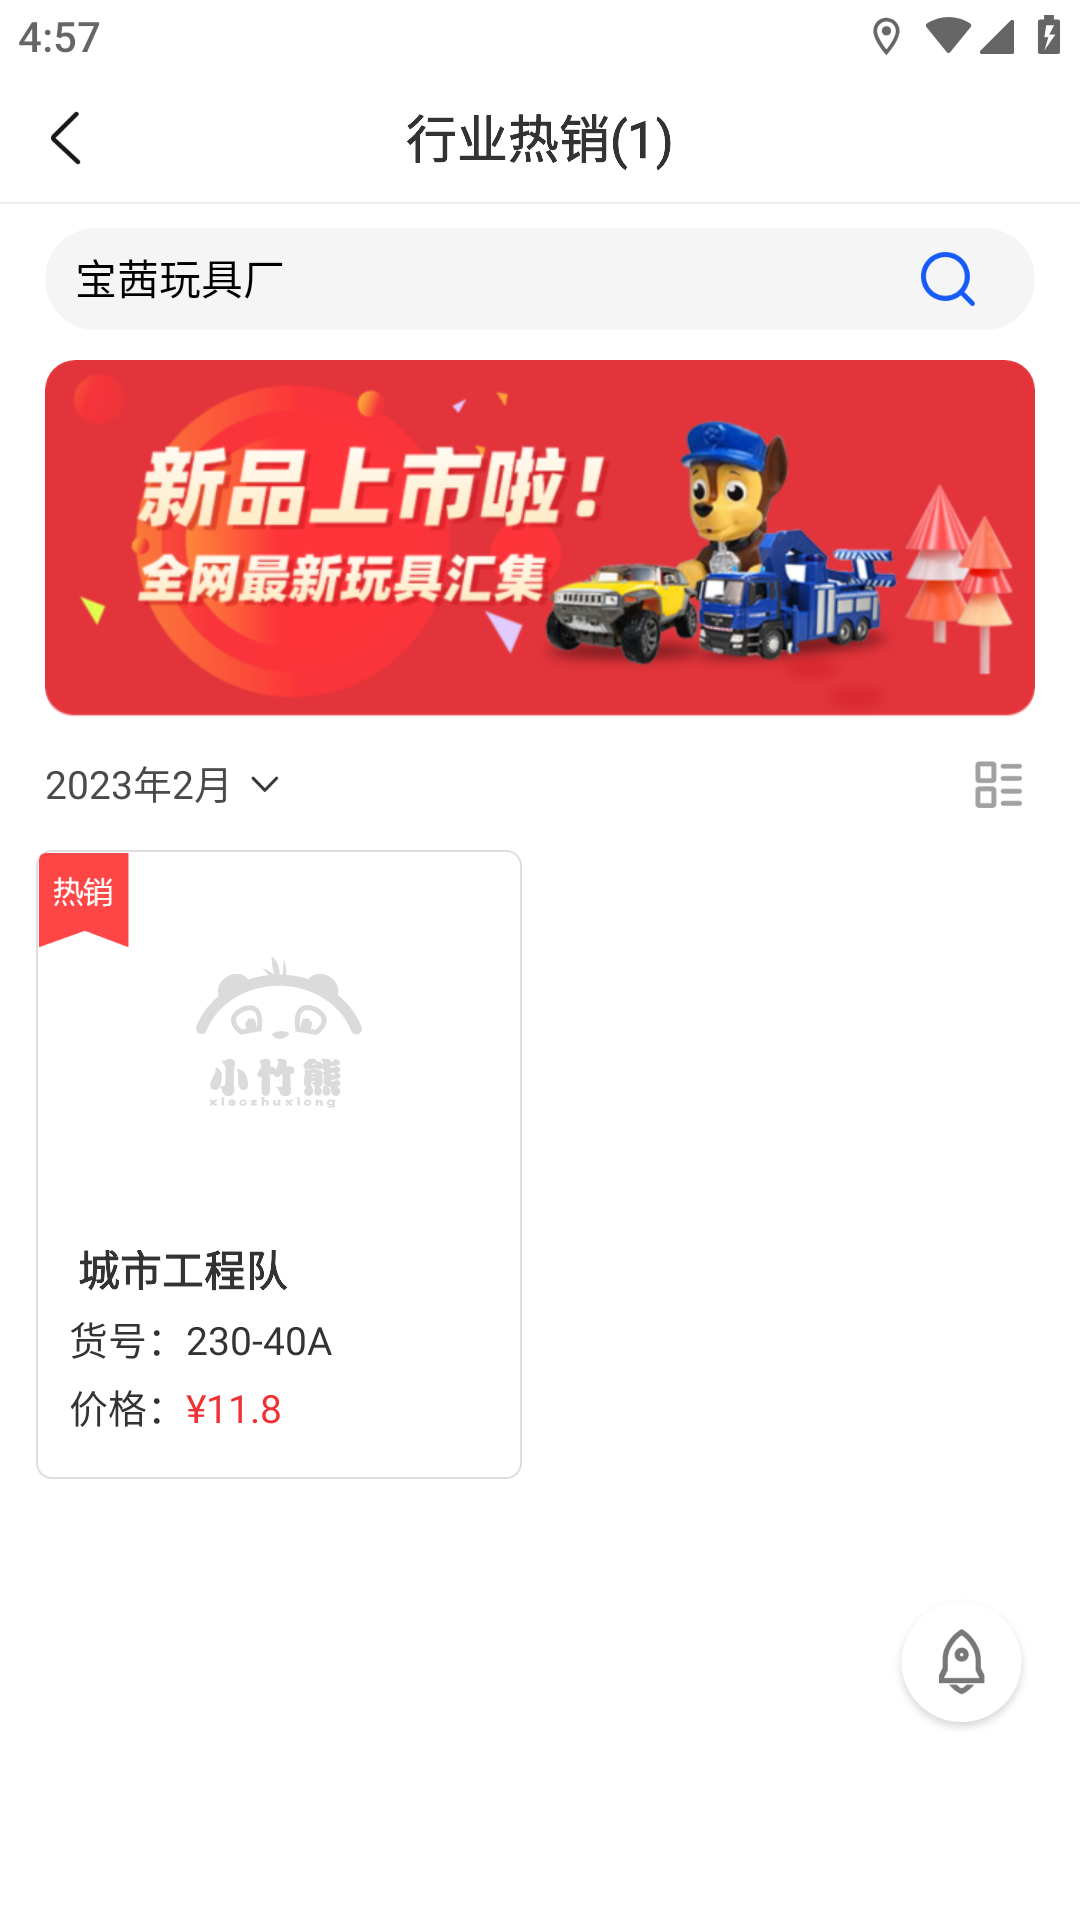 4:57
行业热销(1)
宝茜玩具厂
新品上市啦！
全网最新玩具汇集
2023年2月
热销
小竹熊
xiaozhuxiong
城市工程队
货号：230-40A
价格：¥11.8